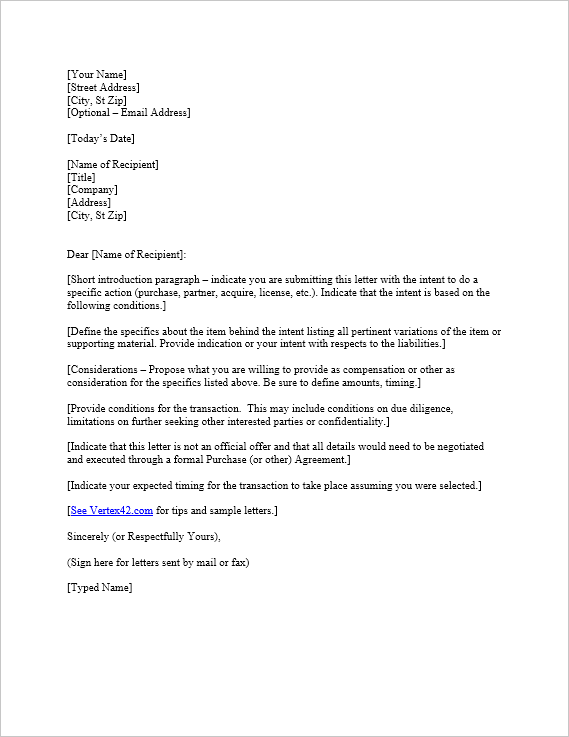 [Your Name]
[Street Address]
[City, St Zip]
[Optional – Email Address]
[Today’s Date]
[Name of Recipient]
[Title]
[Company]
[Address]
[City, St Zip]
Dear [Name of Recipient]:
[Short introduction paragraph – indicate you are submitting this letter with the intent to do a
specific action (purchase, partner, acquire, license, etc.). Indicate that the intent is based on the
following conditions.]
[Define the specifics about the item behind the intent listing all pertinent variations of the item or
supporting material. Provide indication or your intent with respects to the liabilities.]
[Considerations – Propose what you are willing to provide as compensation or other as
consideration for the specifics listed above. Be sure to define amounts, timing.]
[Provide conditions for the transaction.  This may include conditions on due diligence,
limitations on further seeking other interested parties or confidentiality.]
[Indicate that this letter is not an official offer and that all details would need to be negotiated
and executed through a formal Purchase (or other) Agreement.]
[Indicate your expected timing for the transaction to take place assuming you were selected.]
[See Vertex42.com for tips and sample letters.]
Sincerely (or Respectfully Yours),
(Sign here for letters sent by mail or fax)
[Typed Name]